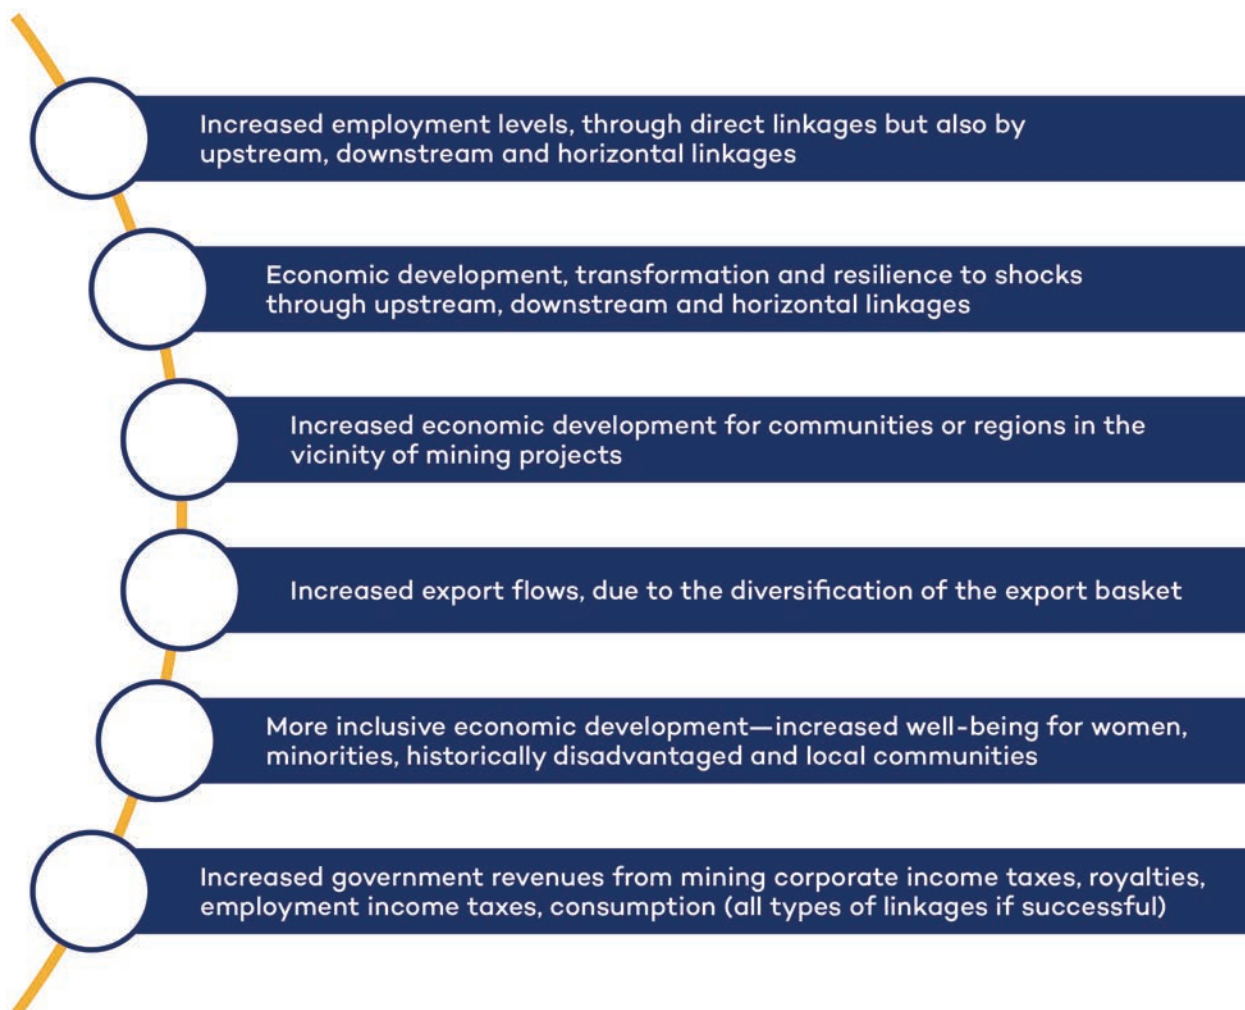 Increased employment levels, through direct linkages but also by
upstream, downstream and horizontal linkages
Economic development, transformation and resilience to shocks
through upstream, downstream and horizontal linkages
Increased economic development for communities or regions in the
vicinity of mining projects
Increased export flows, due to the diversification of the export basket
More inclusive economic development—increased well-being for women,
minorities, historically disadvantaged and local communities
Increased government revenues from mining corporate income taxes, royalties,
employment income taxes, consumption (all types of linkages if successful)